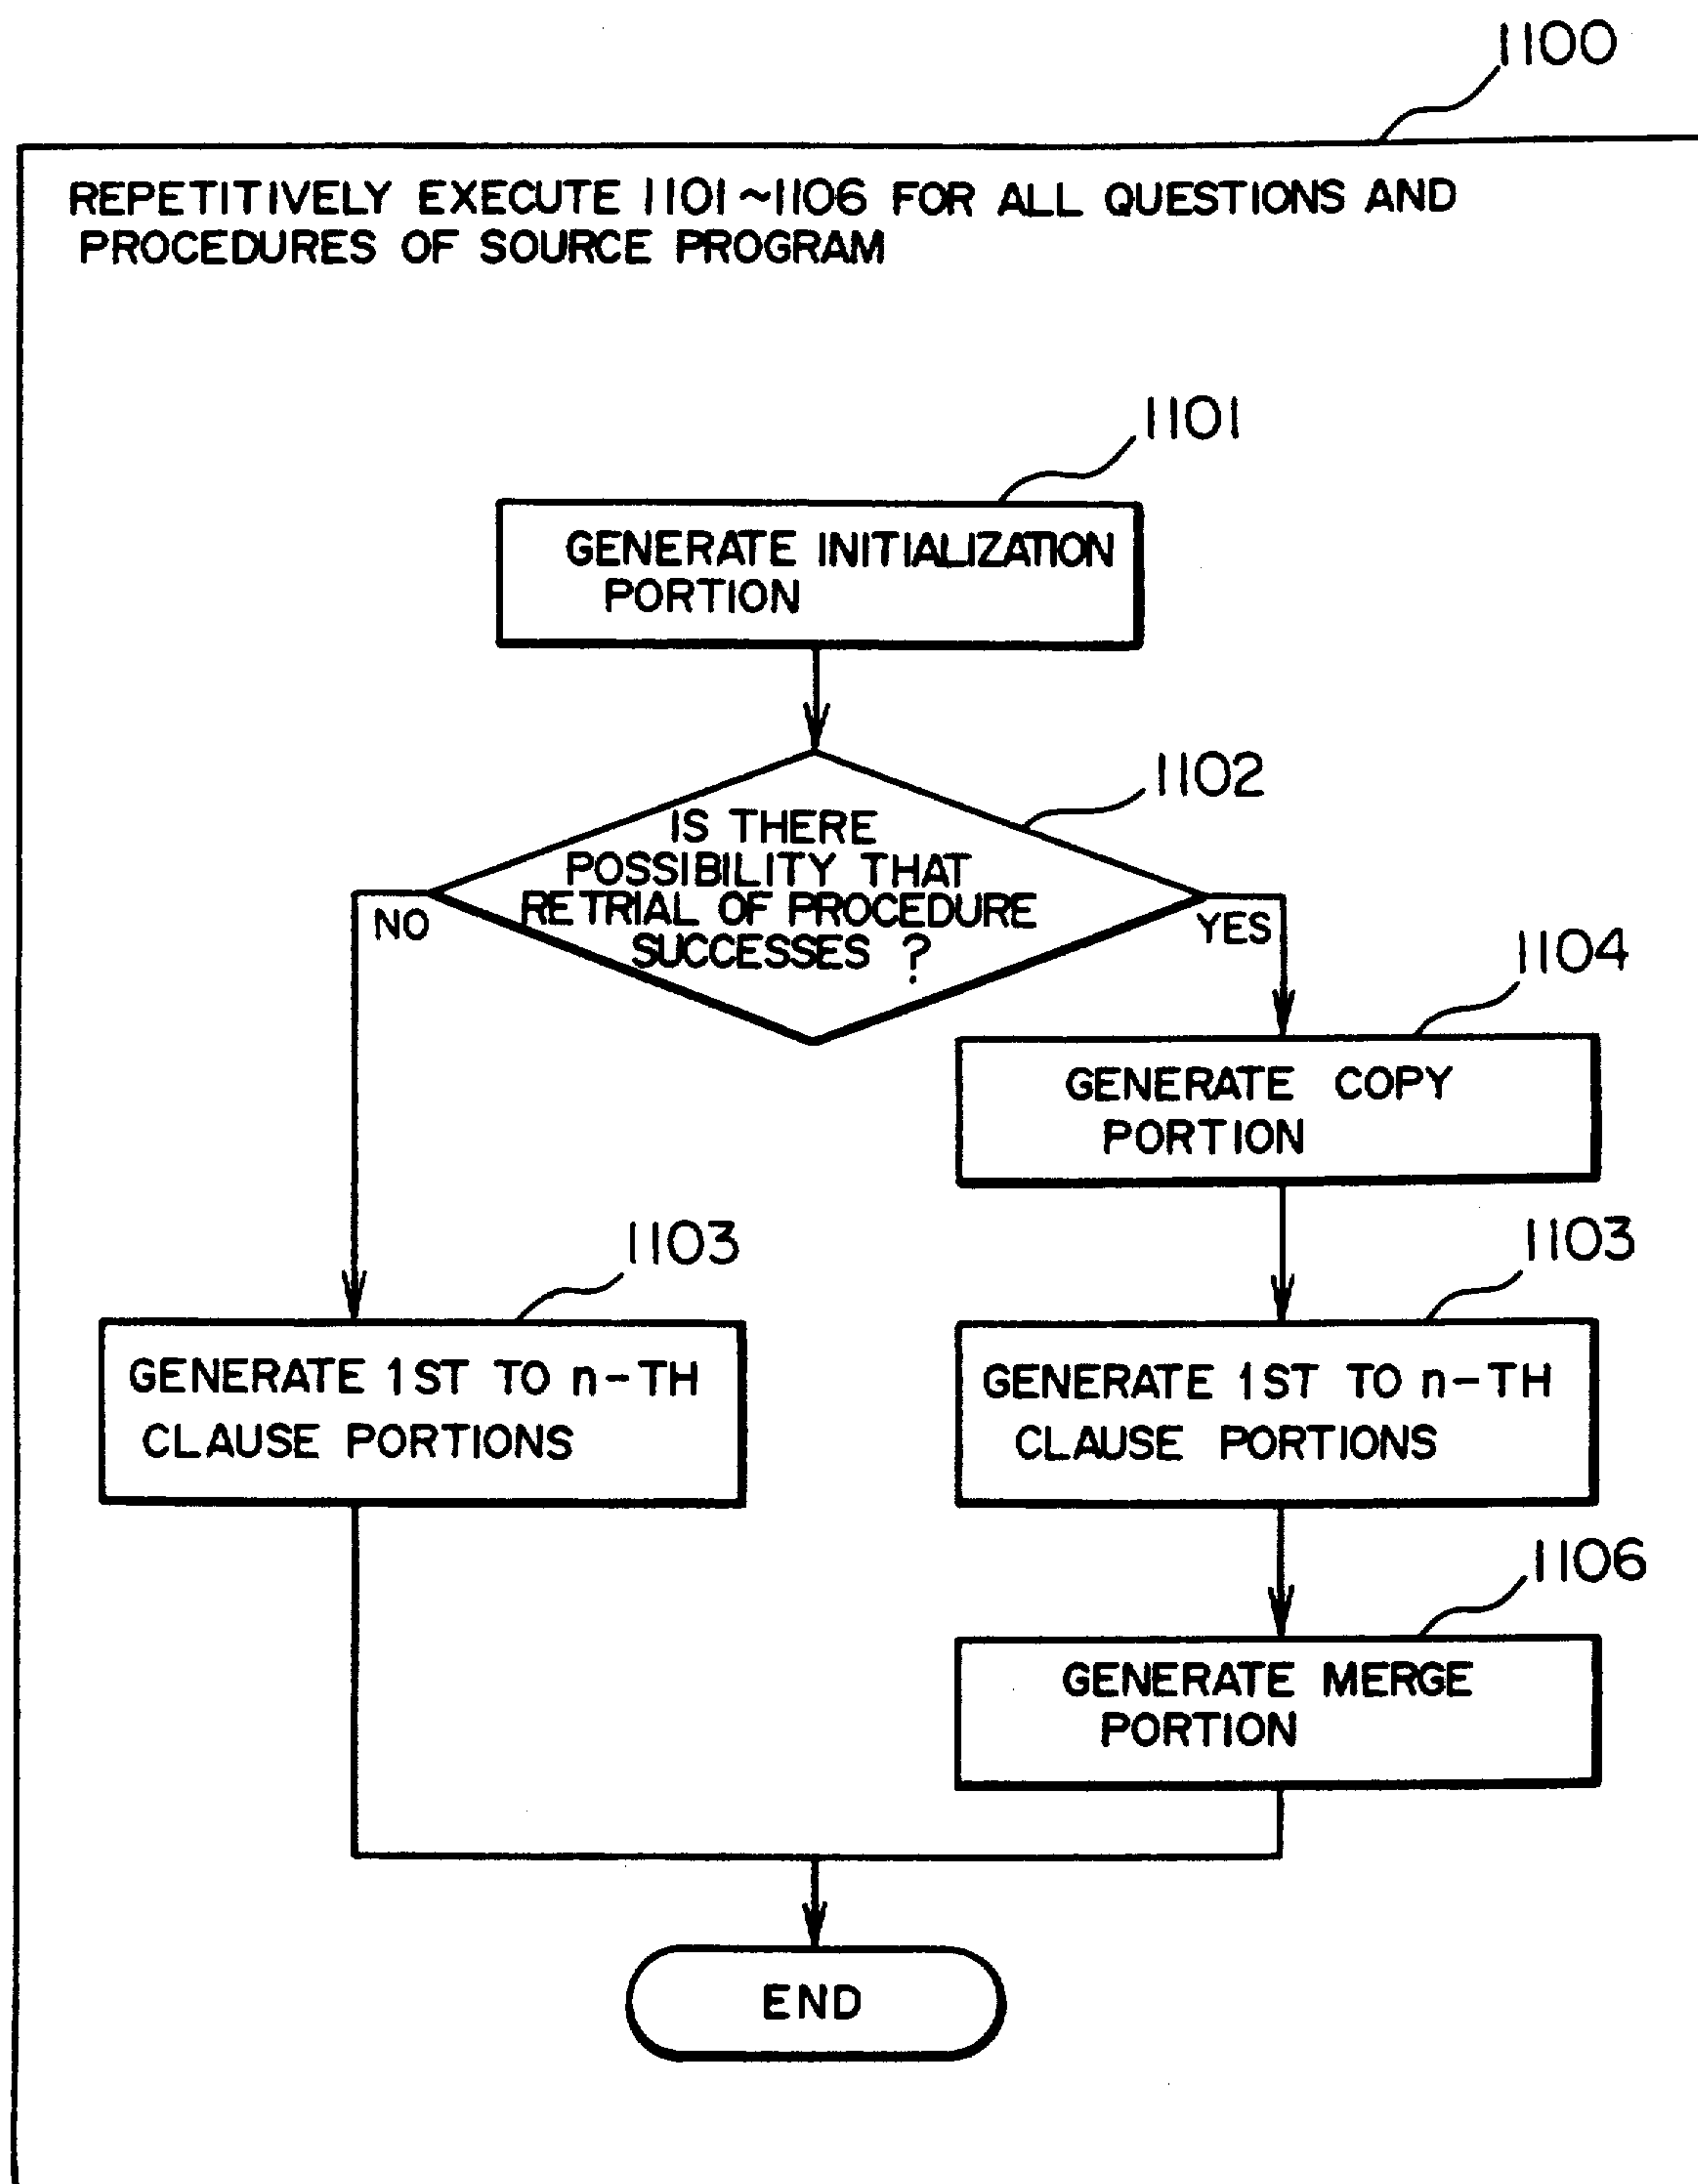 1100
REPETITIVELY EXECUTE 1101~1106 FOR ALL QUESTIONS AND
PROCEDURES OF SOURCE PROGRAM
1101
GENERATE INITIALIZATION
PORTION
1102
IS THERE
POSSIBILITY THAT
RETRIAL OF PROCEDURE
SUCCESSES ?
NO
YES
1104
GENERATE COPY
PORTION
1103
GENERATE 1ST TO n-TH
CLAUSE PORTIONS
1103
GENERATE 1ST TO n-TH
CLAUSE PORTIONS
1106
GENERATE MERGE
PORTION
END